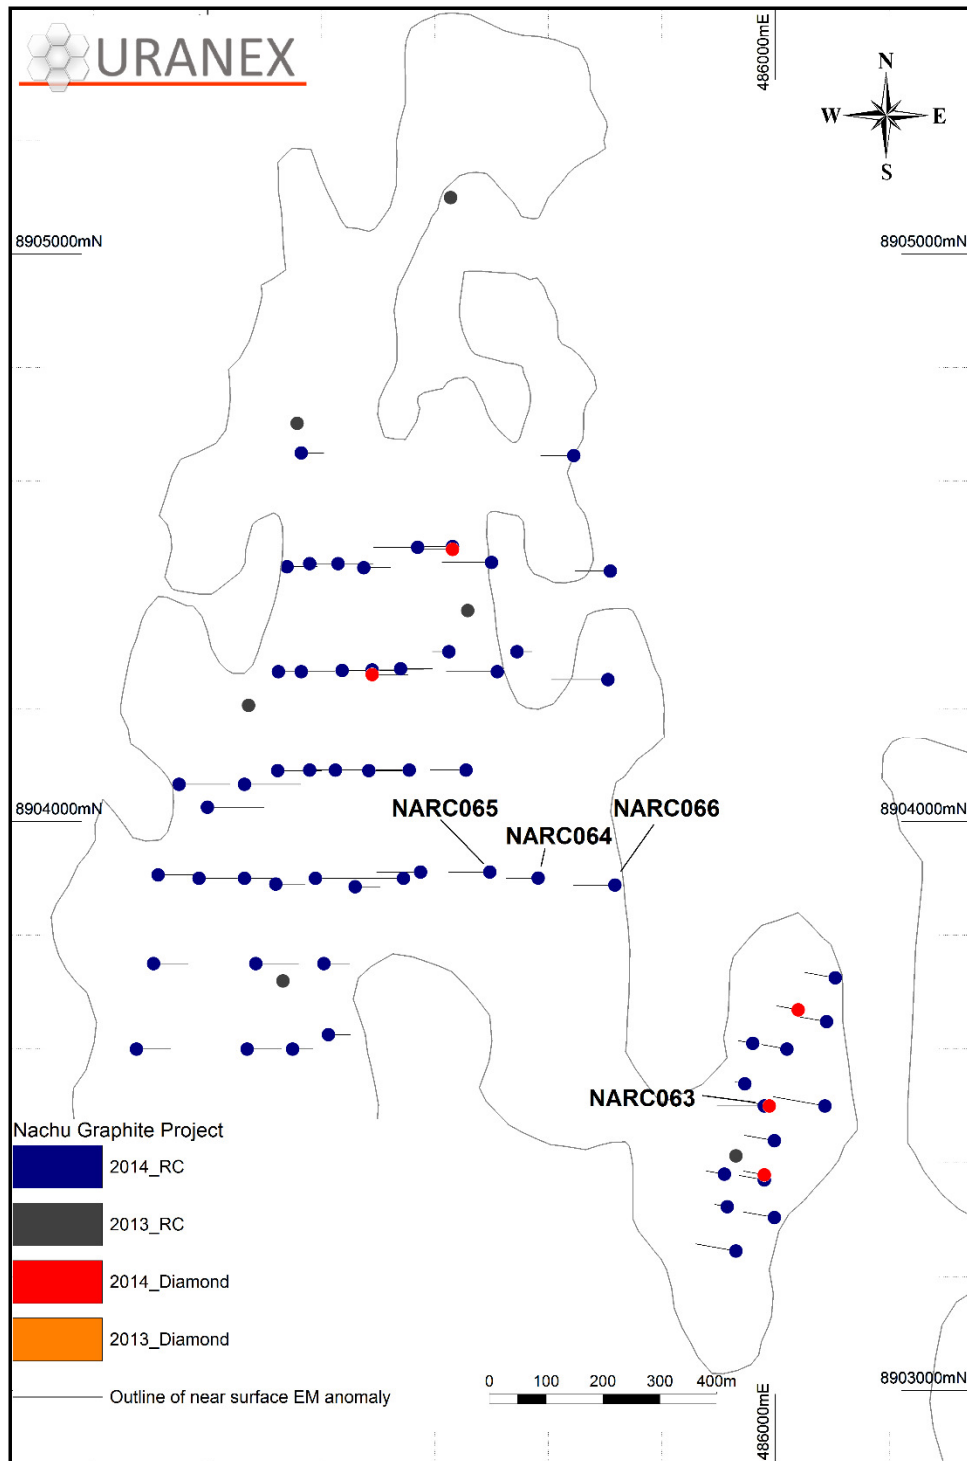 URANEX
486000mE
N
W E
S
8905000mN 8905000mN
8904000mN 8904000mN
NARC065 NARC066
NARC064
NARC063
Nachu Graphite Project
2014_RC
2013_RC
2014_Diamond
2013_Diamond
Outline of near surface EM anomaly
0 100 200 300 400m
8903000mN
486000mE